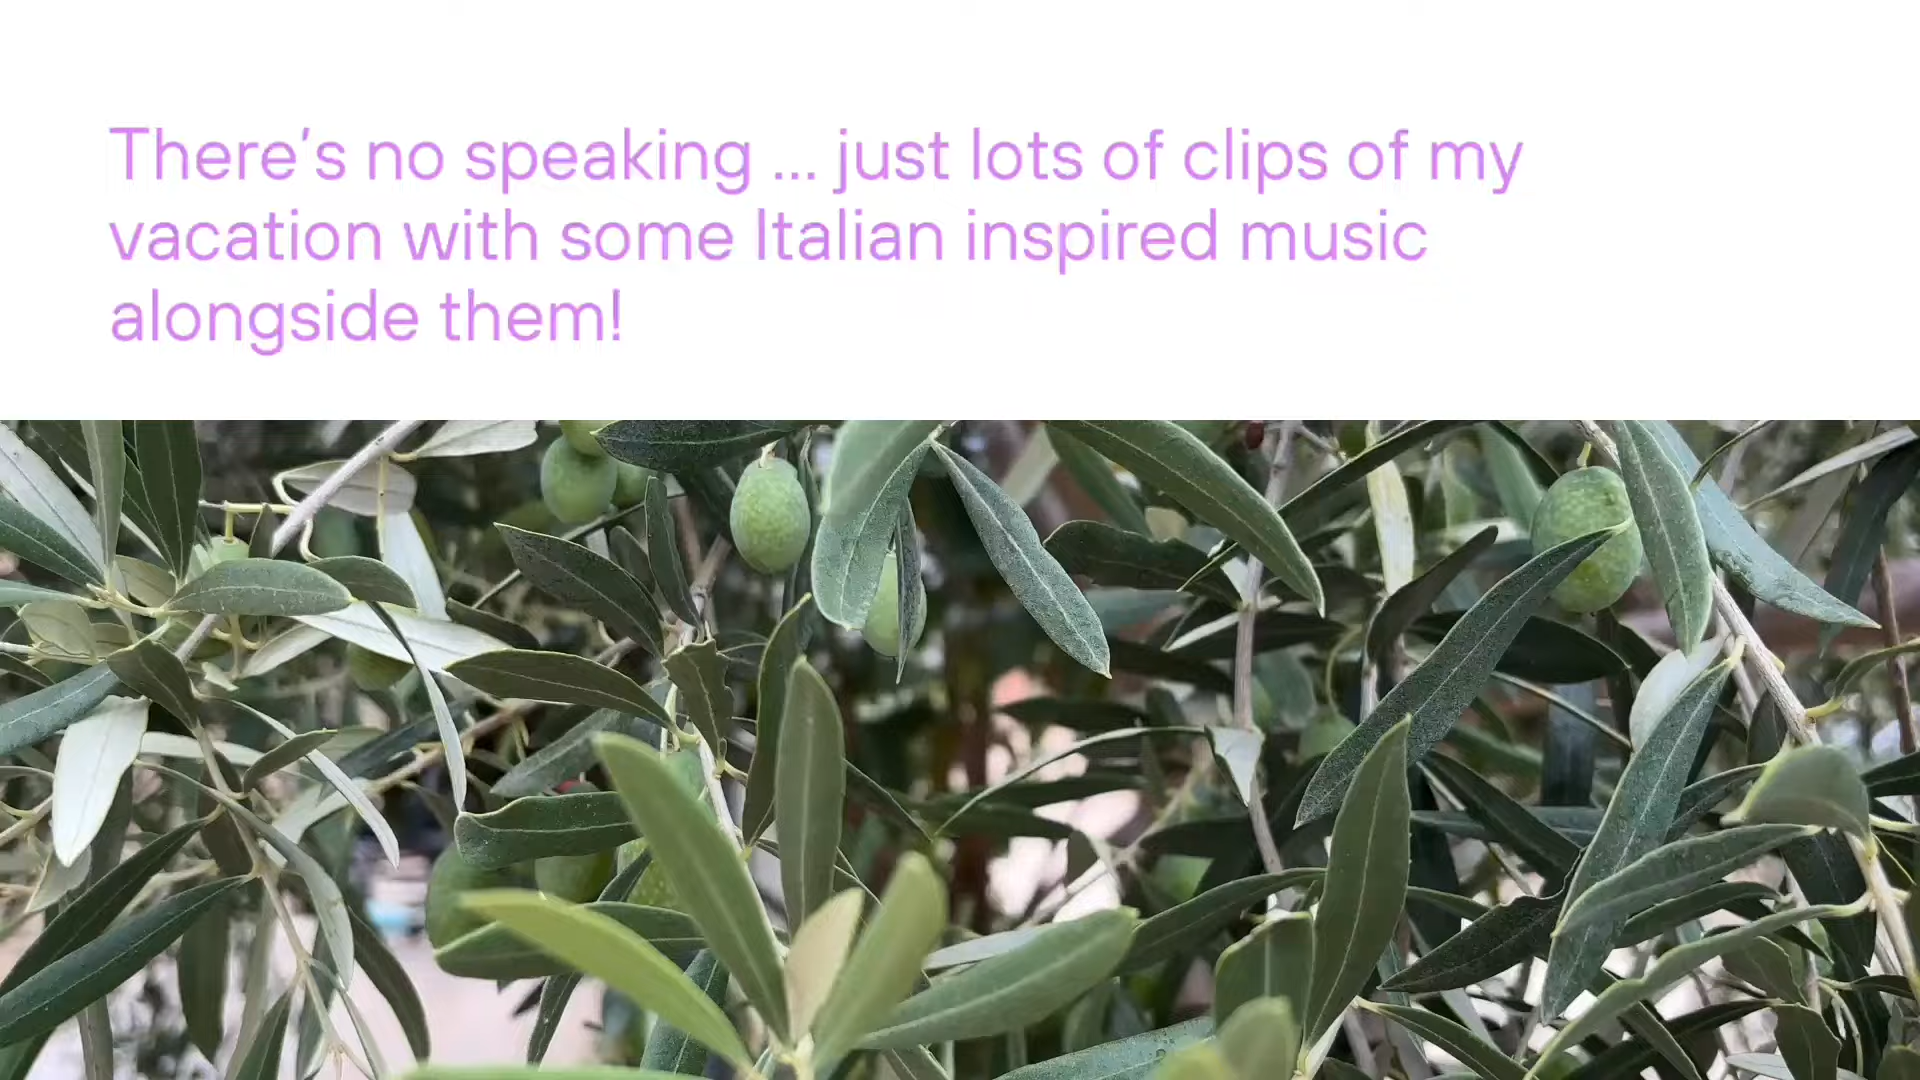 There's no speaking ... just lots of clips of my
vacation with some Italian inspired music
alongside them!